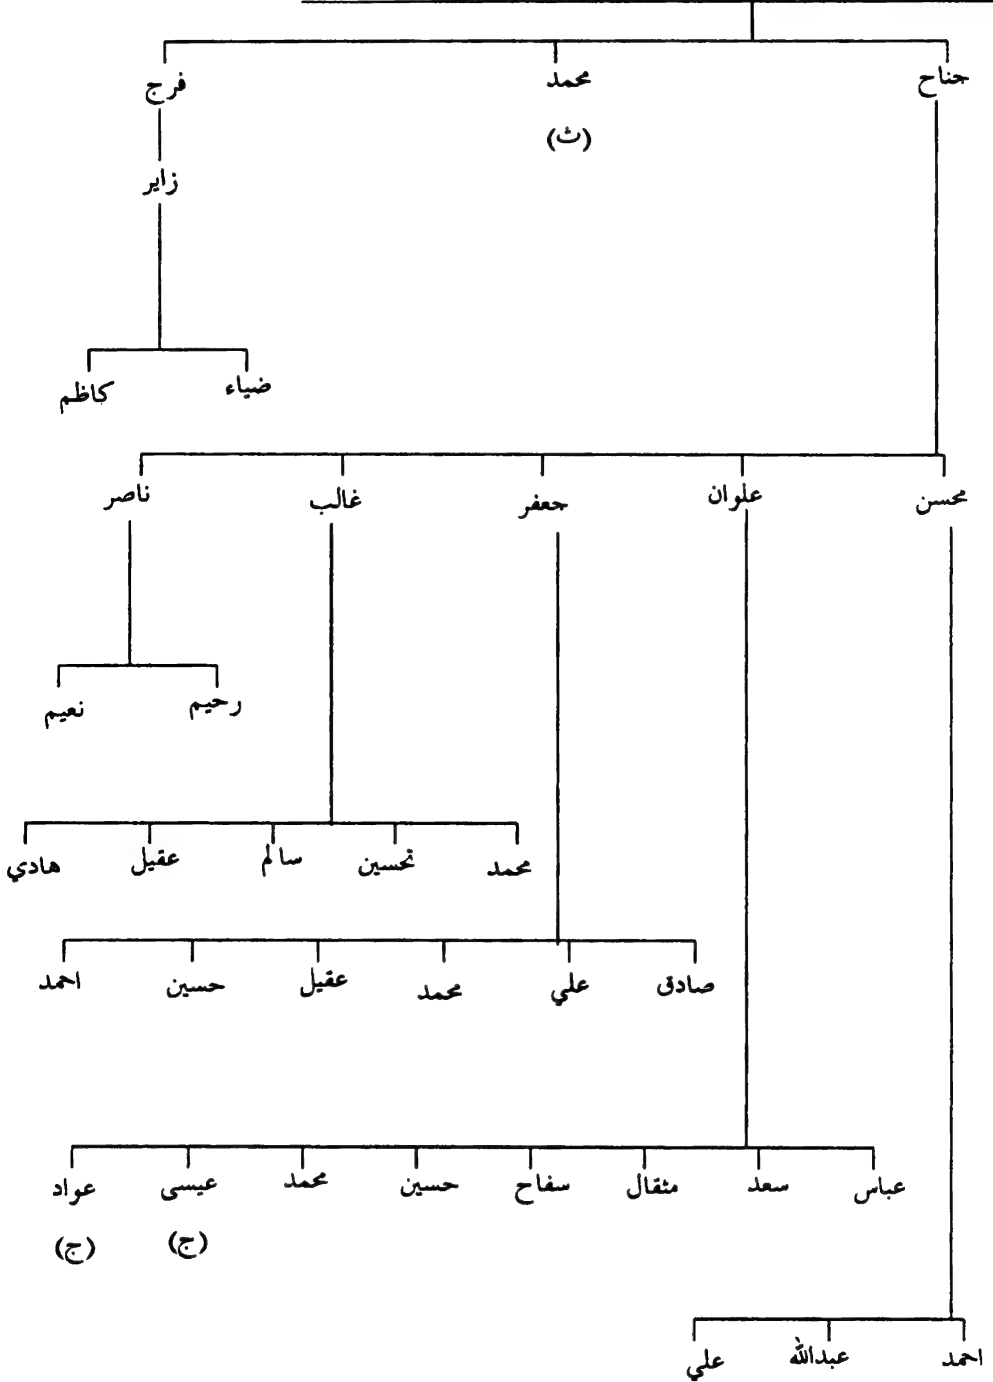 جناح محمد فرج
(ث)
زاير
ضياء كاظم
محسن علوان جعفر غالب ناصر
رحيم نعيم
محمد تحسين سالم عقيل هادي
صادق علي محمد عقيل حسين احمد
عباس سعد مثقال سفاح حسين محمد عيسى عواد
(ج) (ج)
احمد عبدالله علي